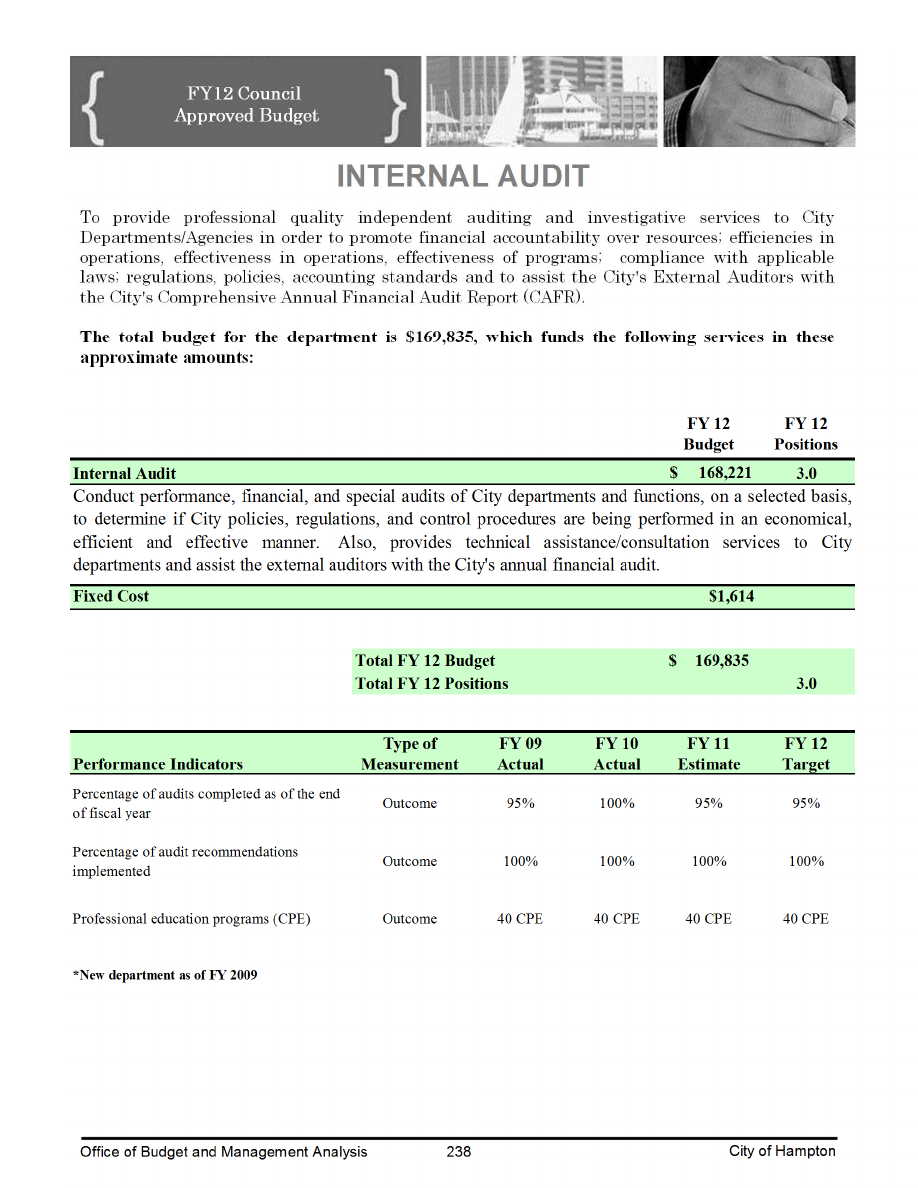 FY12 Council
Approved Budget
INTERNAL AUDIT
To provide professional quality independent auditing and investigative services to City
Departments/Agencies in order to promote financial accountability over resources; efficiencies in
operations, effectiveness in operations, effectiveness of programs; compliance with applicable
laws; regulations, policies, accounting standards and to assist the City's External Auditors with
the City's Comprehensive Annual Financial Audit Report (CAFR).
The total budget for the department is $169,835, which funds the following services in these
approximate amounts:
FY 12 FY 12
Budget Positions
Internal Audit $ 168,221 3.0
Conduct performance, financial, and special audits of City departments and functions, on a selected basis,
to determine if City policies, regulations, and control procedures are being performed in an economical,
efficient and effective manner. Also, provides technical assistance/consultation services to City
departments and assist the external auditors with the City's annual financial audit.
Fixed Cost $1,614
Total FY 12 Budget $ 169,835
Total FY 12 Positions 3.0
Type of FY 09 FY 10 FY 11 FY 12
Performance Indicators Measurement Actual Actual Estimate Target
Percentage of audits completed as of the end
of fiscal year Outcome 95% 100% 95% 95%
Percentage of audit recommendations
implemented Outcome 100% 100% 100% 100%
Professional education programs (CPE) Outcome 40 CPE 40 CPE 40 CPE 40 CPE
*New department as of FY 2009
Office of Budget and Management Analysis 238 City of Hampton